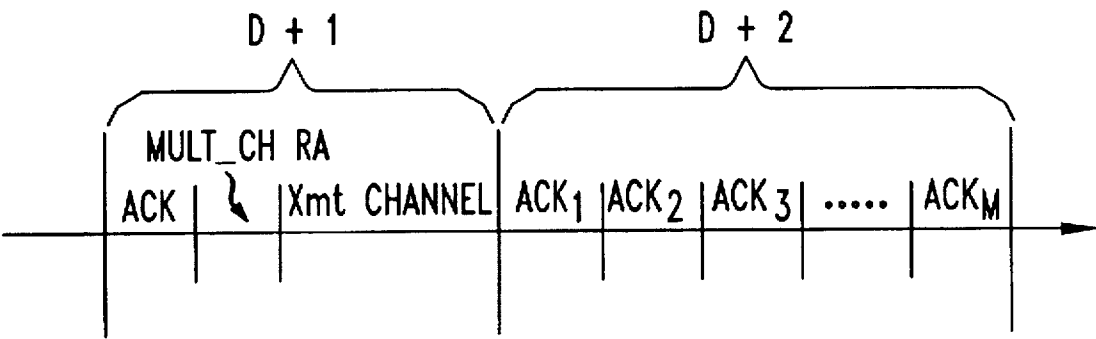 D + 1 D + 2
MULT_CH RA
ACK Xmt CHANNEL ACK1 ACK2 ACK3 ..... ACKM